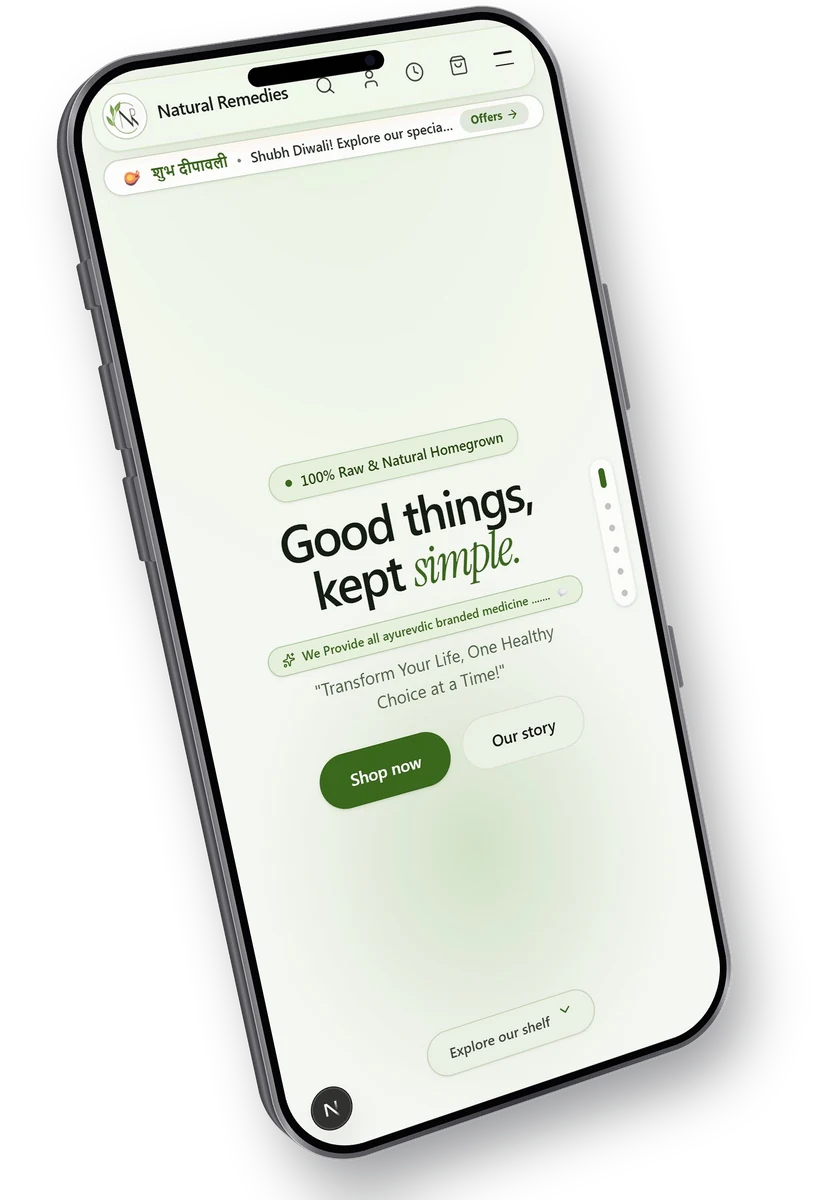 NR
Natural Remedies
शुभ दीपावली • Shubh Diwali! Explore our specia... Offers →
100% Raw & Natural Homegrown
Good things,
kept simple.
We Provide all ayurevdic branded medicine .......
"Transform Your Life, One Healthy
Choice at a Time!"
Shop now
Our story
Explore our shelf
N